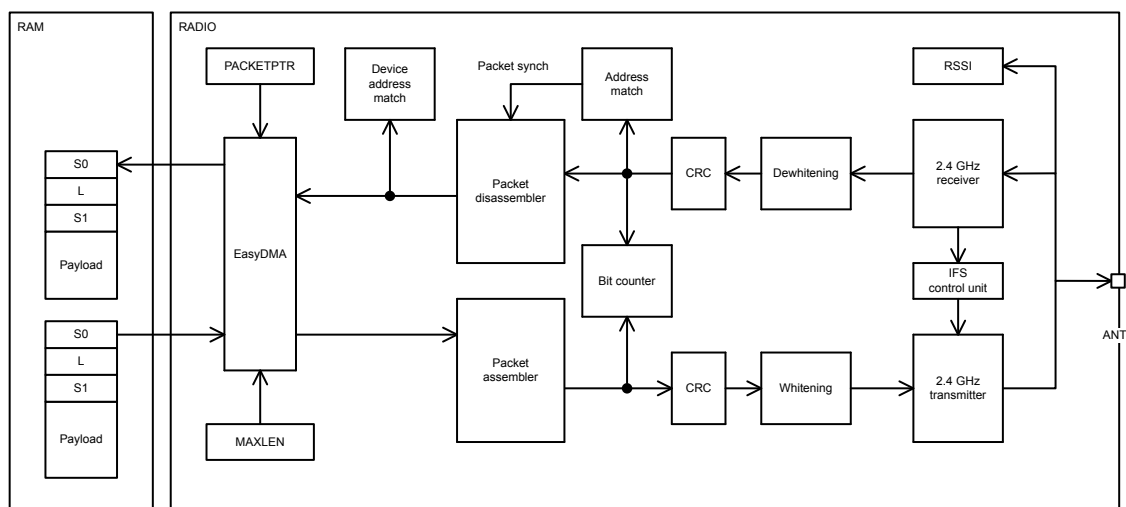 RAM
RADIO
PACKETPTR
Device
address
match
Packet synch
Address
match
RSSI
S0
L
S1
Payload
EasyDMA
Packet
disassembler
CRC
Dewhitening
2.4 GHz
receiver
Bit counter
IFS
control unit
ANT
S0
L
S1
Payload
Packet
assembler
CRC
Whitening
2.4 GHz
transmitter
MAXLEN